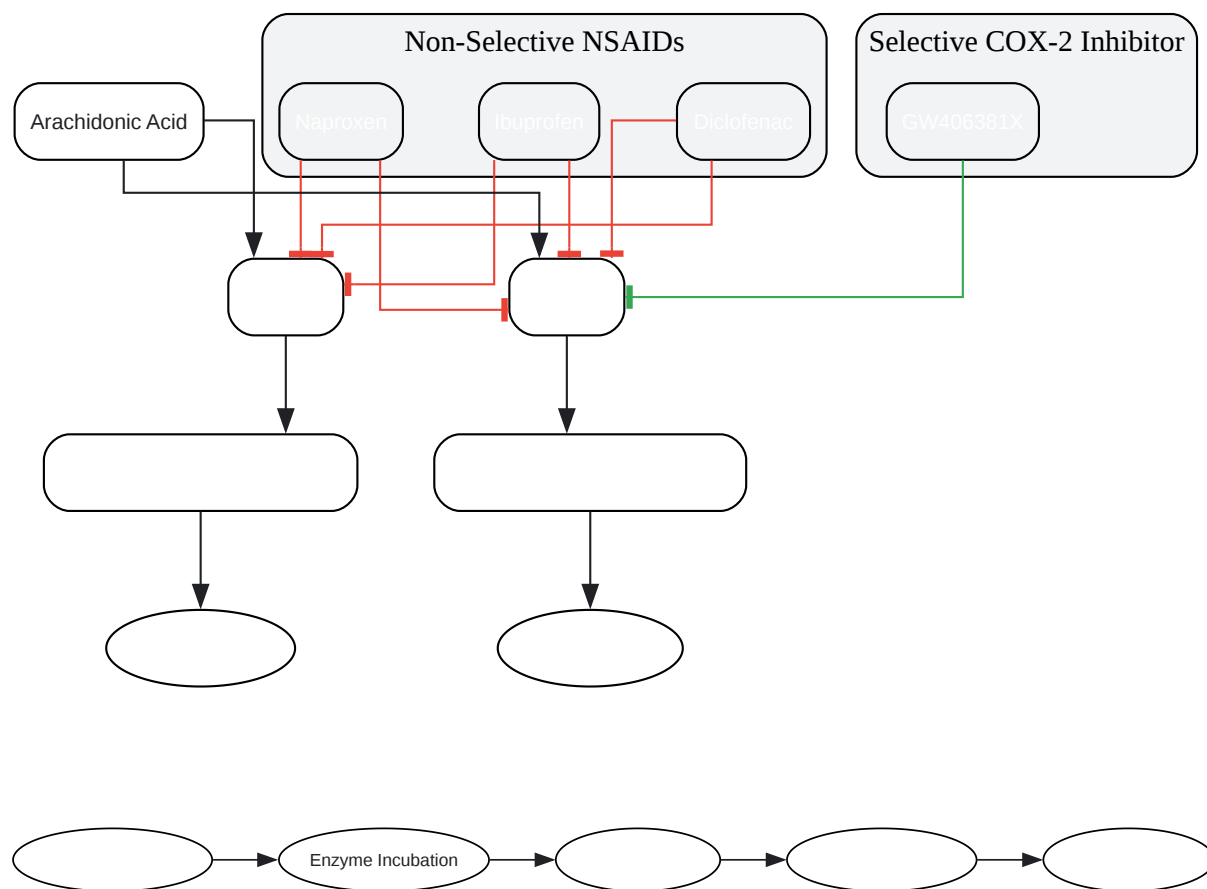 Non-Selective NSAIDs
Selective COX-2 Inhibitor
Arachidonic Acid
Naproxen
Ibuprofen
Diclofenac
GW406381X
Enzyme Incubation